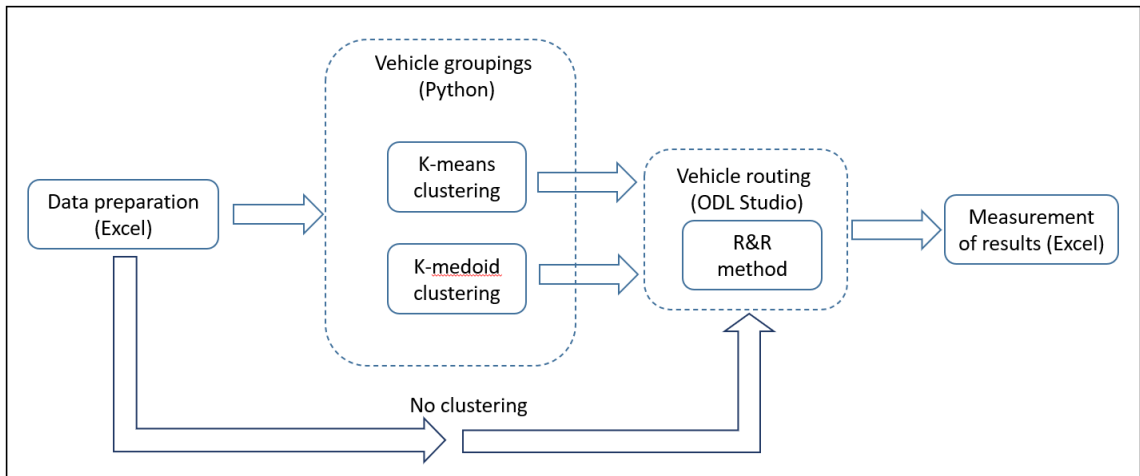 Vehicle groupings
(Python)
K-means
clustering
Data preparation
(Excel)
K-medoid
clustering
Vehicle routing
(ODL Studio)
R&R
method
Measurement
of results (Excel)
No clustering